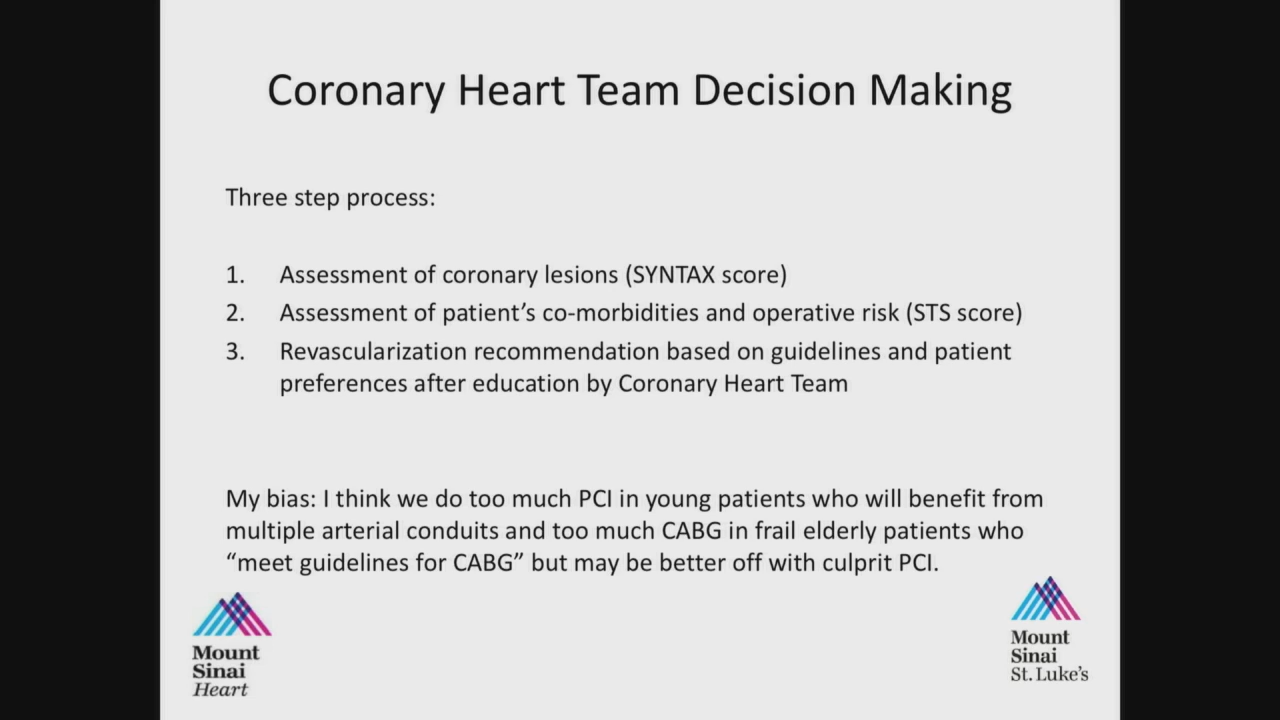 Coronary Heart Team Decision Making
Three step process:
1. Assessment of coronary lesions (SYNTAX score)
2. Assessment of patient’s co-morbidities and operative risk (STS score)
3. Revascularization recommendation based on guidelines and patient
preferences after education by Coronary Heart Team
My bias: I think we do too much PCI in young patients who will benefit from
multiple arterial conduits and too much CABG in frail elderly patients who
“meet guidelines for CABG” but may be better off with culprit PCI.
Mount
Sinai
Heart
Mount
Sinai
St. Luke’s